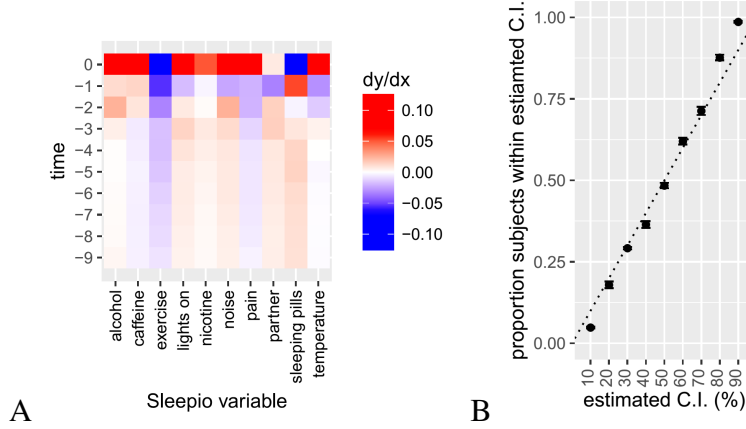 0
−1
−2
−3
−4
−5
−6
−7
−8
−9
time
alcohol
caffeine
exercise
lights on
nicotine
noise
pain
partner
sleeping pills
temperature
Sleepio variable
dy/dx
0.10
0.05
0.00
−0.05
−0.10
A
proportion subjects within estiamted C.I.
1.00
0.75
0.50
0.25
0.00
10
20
30
40
50
60
70
80
90
estimated C.I. (%)
B